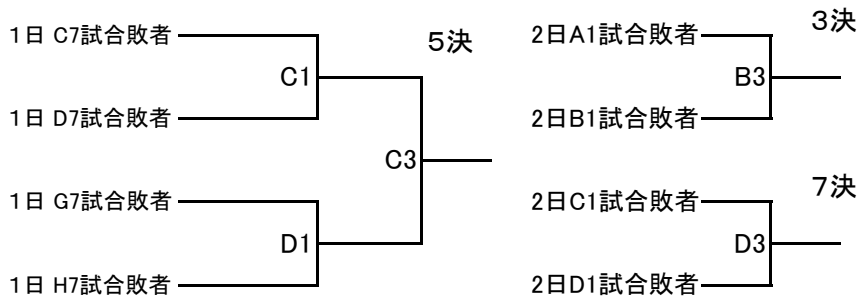 1日 C7試合敗者
5決
C1
1日 D7試合敗者
C3
1日 G7試合敗者
D1
1日 H7試合敗者
3決
2日A1試合敗者
B3
2日B1試合敗者
7決
2日C1試合敗者
D3
2日D1試合敗者